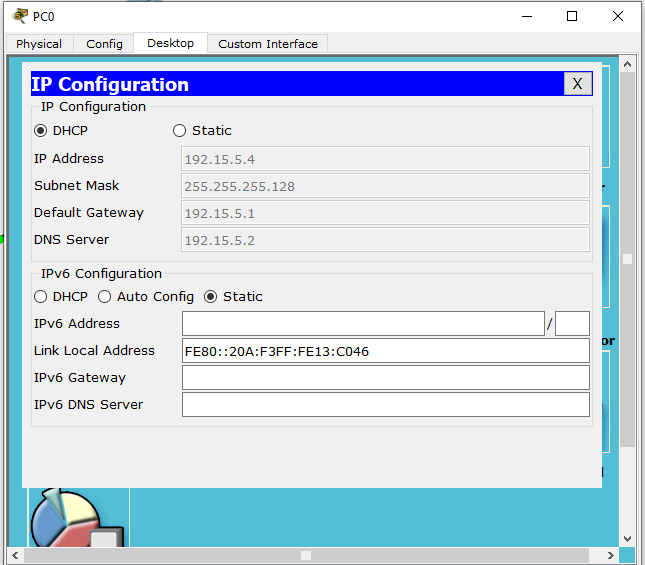 PC0
Physical Config Desktop Custom Interface
IP Configuration X
IP Configuration
DHCP Static
IP Address 192.15.5.4
Subnet Mask 255.255.255.128
Default Gateway 192.15.5.1
DNS Server 192.15.5.2
IPv6 Configuration
DHCP Auto Config Static
IPv6 Address /
Link Local Address FE80::20A:F3FF:FE13:C046
IPv6 Gateway
IPv6 DNS Server
or